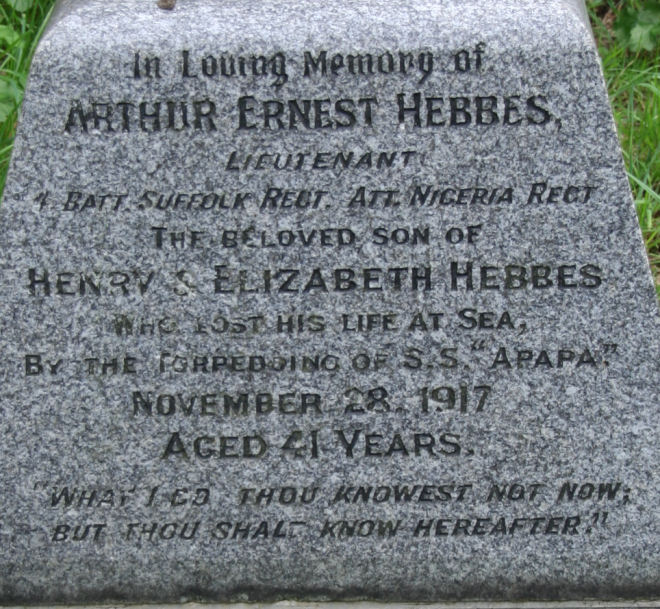 In Loving Memory of
ARTHUR ERNEST HEBBES,
LIEUTENANT
4 BATT. SUFFOLK REGT. ATT. NIGERIA REGT
THE BELOVED SON OF
HENRY & ELIZABETH HEBBES
WHO LOST HIS LIFE AT SEA,
BY THE TORPEDOING OF S.S. "APAPA."
NOVEMBER 28. 1917
AGED 41 YEARS.
"WHAT I DO THOU KNOWEST NOT NOW;
BUT THOU SHALT KNOW HEREAFTER."